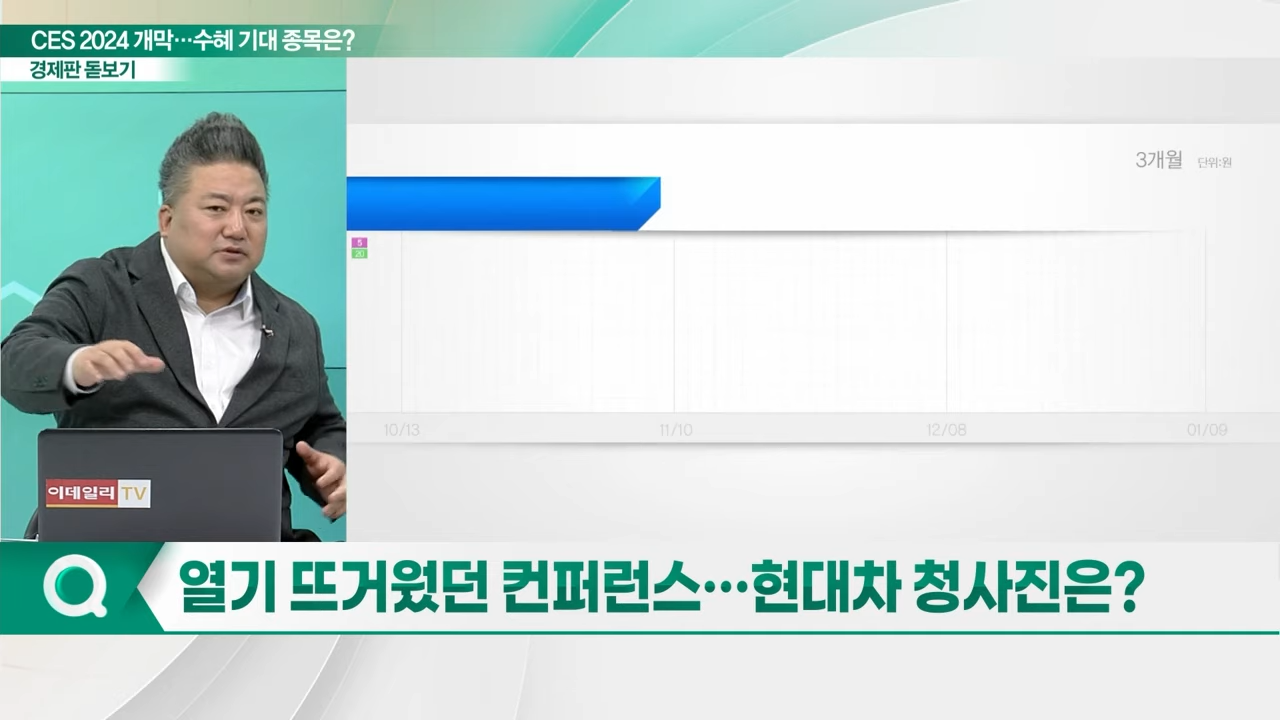 CES 2024 개막…수혜 기대 종목은?
경제판 돋보기
3개월 단위:원
5
20
10/13 11/10 12/08 01/09
이데일리 TV
열기 뜨거웠던 컨퍼런스…현대차 청사진은?